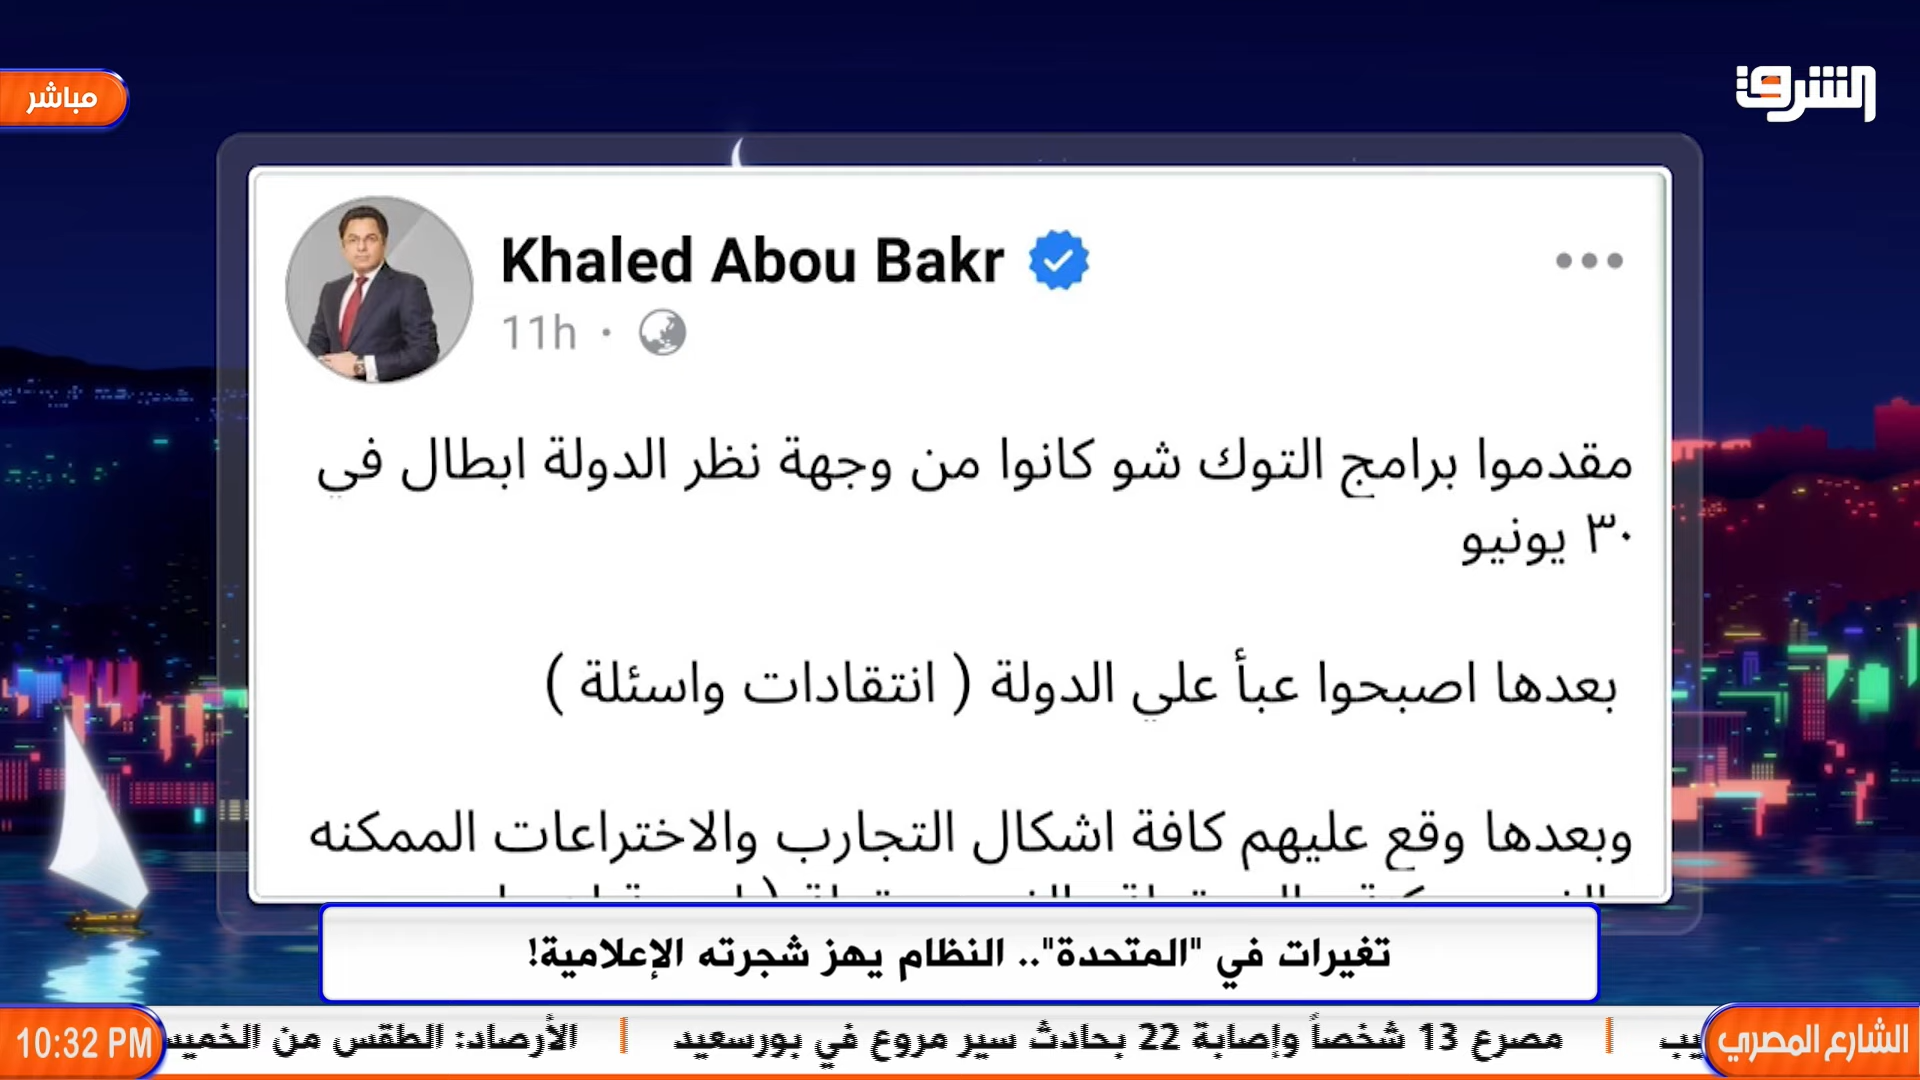 مباشر
الشرق
Khaled Abou Bakr
11h
مقدموا برامج التوك شو كانوا من وجهة نظر الدولة ابطال في
٣٠ يونيو
بعدها اصبحوا عبأ علي الدولة ( انتقادات واسئلة )
وبعدها وقع عليهم كافة اشكال التجارب والاختراعات الممكنه
تغيرات في "المتحدة".. النظام يهز شجرته الإعلامية!
الشارع المصري
مصرع 13 شخصاً وإصابة 22 بحادث سير مروع في بورسعيد | الأرصاد: الطقس من
10:32 PM